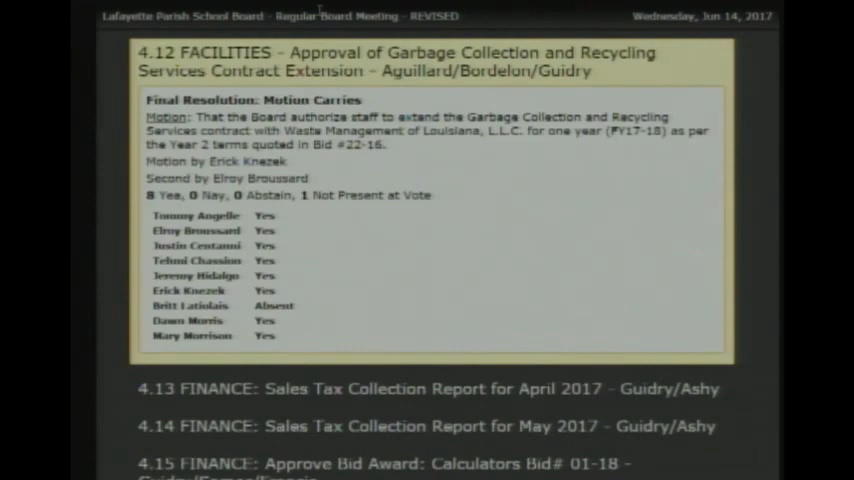 Lafayette Parish School Board - Regular Board Meeting - REVISED
Wednesday, Jun 14, 2017
4.12 FACILITIES - Approval of Garbage Collection and Recycling
Services Contract Extension - Aguillard/Bordelon/Guidry
Final Resolution: Motion Carries
Motion: That the Board authorize staff to extend the Garbage Collection and Recycling
Services contract with Waste Management of Louisiana, L.L.C. for one year (FY17-18) as per
the Year 2 terms quoted in Bid #22-16.
Motion by Erick Knezek
Second by Elroy Broussard
8 Yea, 0 Nay, 0 Abstain, 1 Not Present at Vote
Tommy Angelle Yes
Elroy Broussard Yes
Justin Centanni Yes
Tehmi Chassion Yes
Jeremy Hidalgo Yes
Erick Knezek Yes
Britt Latiolais Absent
Dawn Morris Yes
Mary Morrison Yes
4.13 FINANCE: Sales Tax Collection Report for April 2017 - Guidry/Ashy
4.14 FINANCE: Sales Tax Collection Report for May 2017 - Guidry/Ashy
4.15 FINANCE: Approve Bid Award: Calculators Bid# 01-18 -